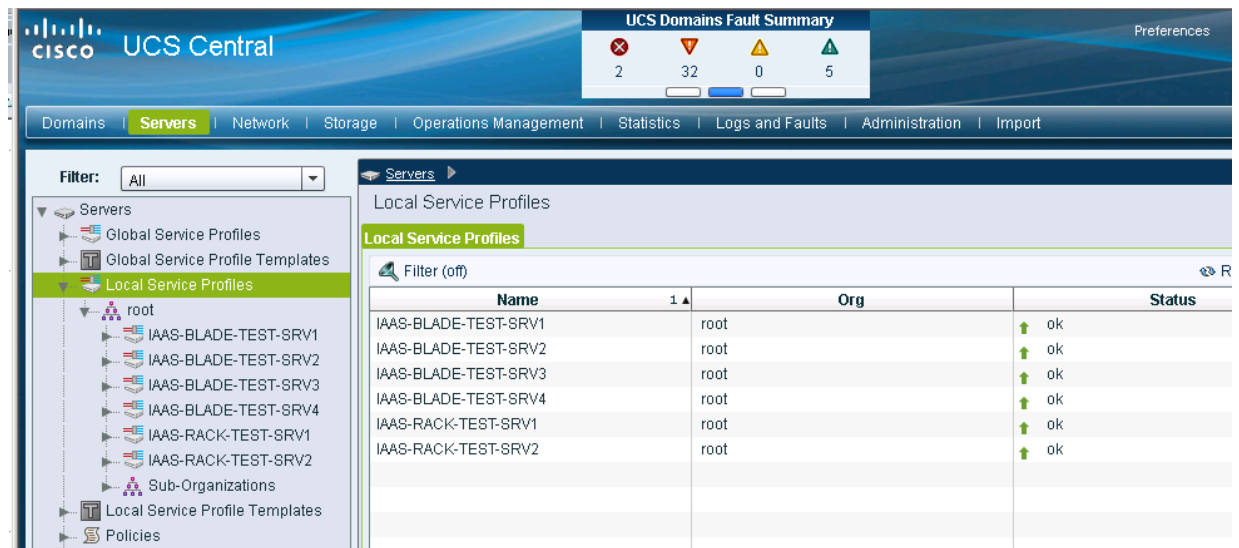 CISCO UCS Central
UCS Domains Fault Summary
2 32 0 5
Preferences
Domains | Servers | Network | Storage | Operations Management | Statistics | Logs and Faults | Administration | Import
Filter: All
Servers
Global Service Profiles
Global Service Profile Templates
Local Service Profiles
root
IAAS-BLADE-TEST-SRV1
IAAS-BLADE-TEST-SRV2
IAAS-BLADE-TEST-SRV3
IAAS-BLADE-TEST-SRV4
IAAS-RACK-TEST-SRV1
IAAS-RACK-TEST-SRV2
Sub-Organizations
Local Service Profile Templates
Policies
Servers
Local Service Profiles
Local Service Profiles
Filter (off) R
Name 1 Org Status
IAAS-BLADE-TEST-SRV1 root ok
IAAS-BLADE-TEST-SRV2 root ok
IAAS-BLADE-TEST-SRV3 root ok
IAAS-BLADE-TEST-SRV4 root ok
IAAS-RACK-TEST-SRV1 root ok
IAAS-RACK-TEST-SRV2 root ok